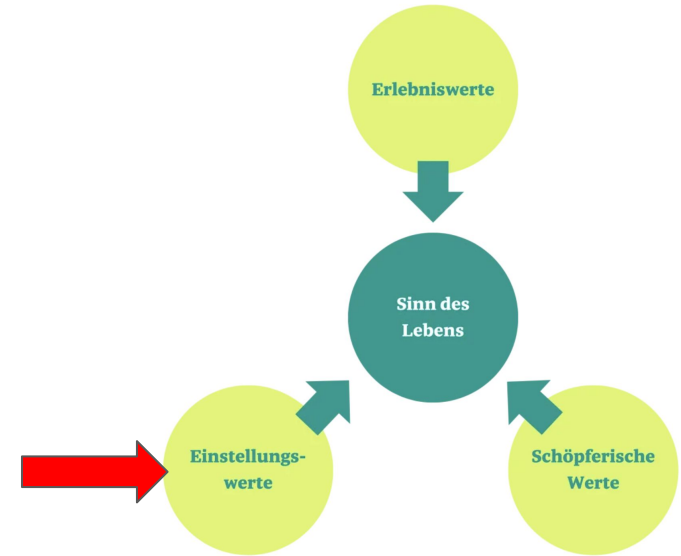 Erlebniswerte
Sinn des
Lebens
Einstellungs-
werte
Schöpferische
Werte